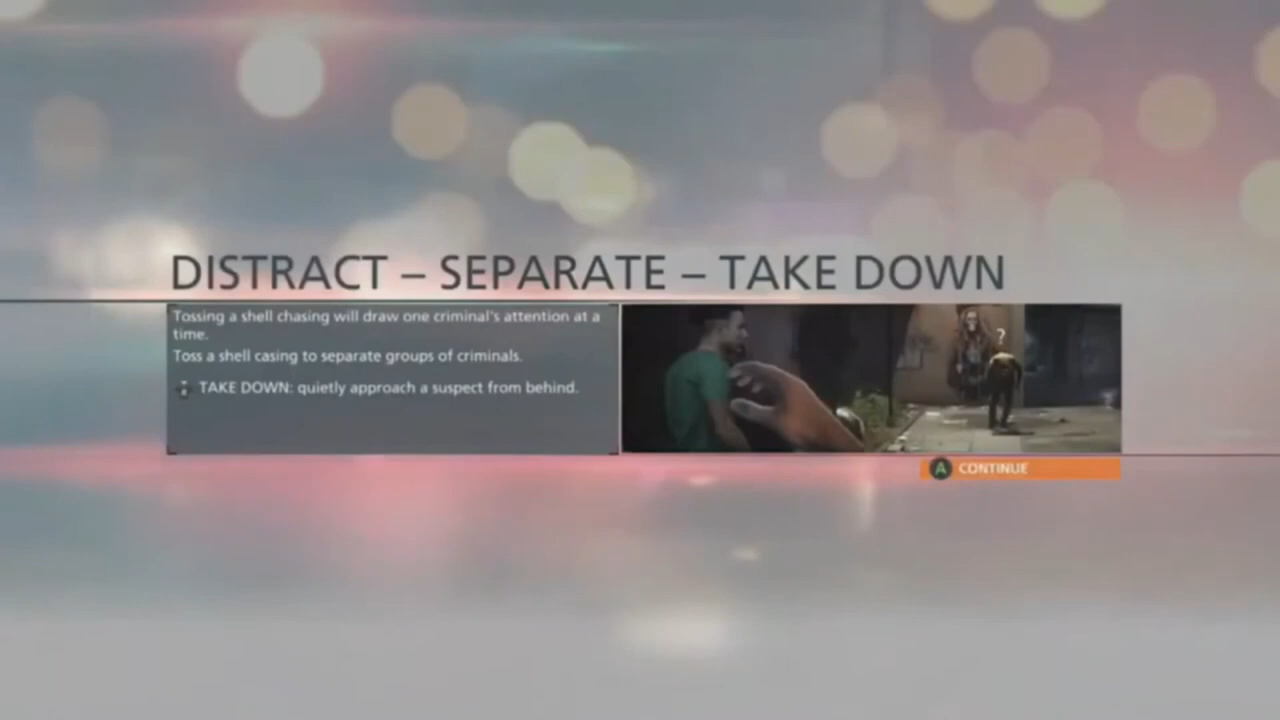 DISTRACT – SEPARATE – TAKE DOWN
Tossing a shell chasing will draw one criminal's attention at a
time.
Toss a shell casing to separate groups of criminals.
TAKE DOWN: quietly approach a suspect from behind.
?
A CONTINUE